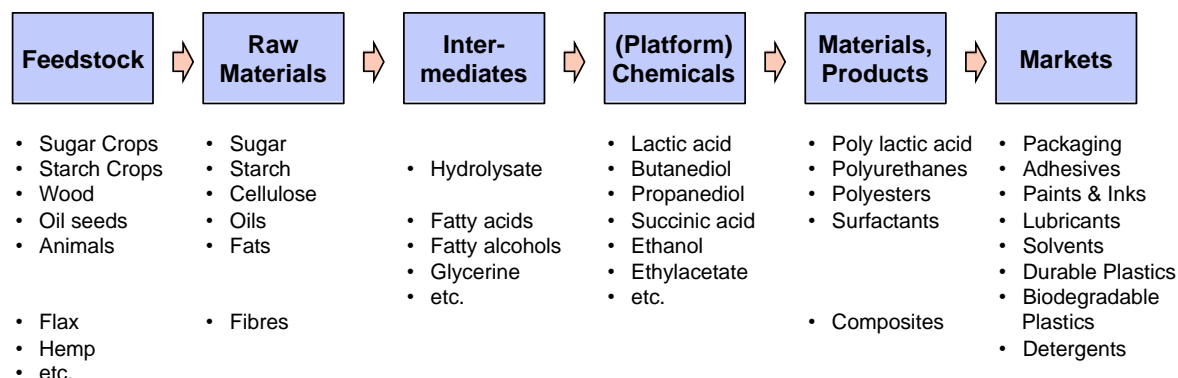 Feedstock
Raw
Materials
Inter-
mediates
(Platform)
Chemicals
Materials,
Products
Markets
• Sugar Crops
• Starch Crops
• Wood
• Oil seeds
• Animals
• Flax
• Hemp
• etc.
• Sugar
• Starch
• Cellulose
• Oils
• Fats
• Fibres
• Hydrolysate
• Fatty acids
• Fatty alcohols
• Glycerine
• etc.
• Lactic acid
• Butanediol
• Propanediol
• Succinic acid
• Ethanol
• Ethylacetate
• etc.
• Poly lactic acid
• Polyurethanes
• Polyesters
• Surfactants
• Composites
• Packaging
• Adhesives
• Paints & Inks
• Lubricants
• Solvents
• Durable Plastics
• Biodegradable
Plastics
• Detergents